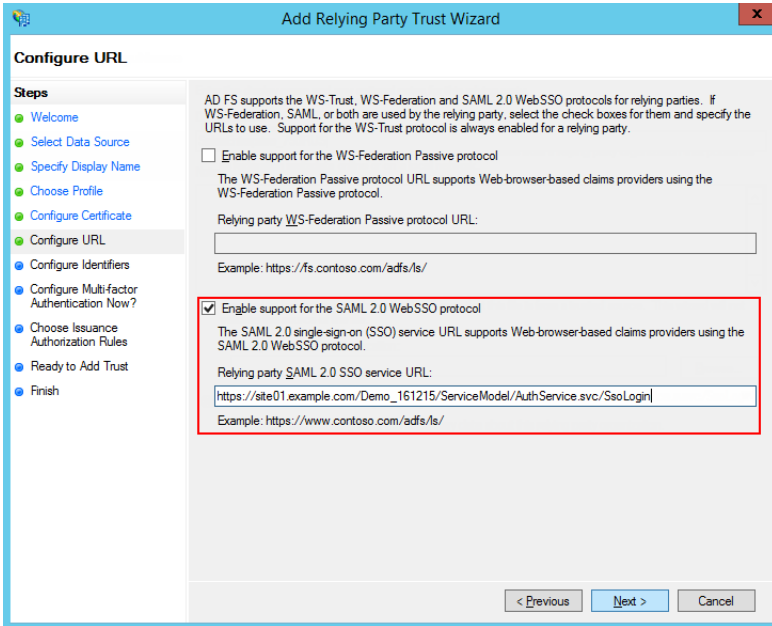 Add Relying Party Trust Wizard
x
Configure URL
Steps
Welcome
Select Data Source
Specify Display Name
Choose Profile
Configure Certificate
Configure URL
Configure Identifiers
Configure Multi-factor
Authentication Now?
Choose Issuance
Authorization Rules
Ready to Add Trust
Finish
AD FS supports the WS-Trust, WS-Federation and SAML 2.0 WebSSO protocols for relying parties. If
WS-Federation, SAML, or both are used by the relying party, select the check boxes for them and specify the
URLs to use. Support for the WS-Trust protocol is always enabled for a relying party.
Enable support for the WS-Federation Passive protocol
The WS-Federation Passive protocol URL supports Web-browser-based claims providers using the
WS-Federation Passive protocol.
Relying party WS-Federation Passive protocol URL:
Example: https://fs.contoso.com/adfs/ls/
Enable support for the SAML 2.0 WebSSO protocol
The SAML 2.0 single-sign-on (SSO) service URL supports Web-browser-based claims providers using the
SAML 2.0 WebSSO protocol.
Relying party SAML 2.0 SSO service URL:
https://site01.example.com/Demo_161215/ServiceModel/AuthService.svc/SsoLogin
Example: https://www.contoso.com/adfs/ls/
< Previous
Next >
Cancel